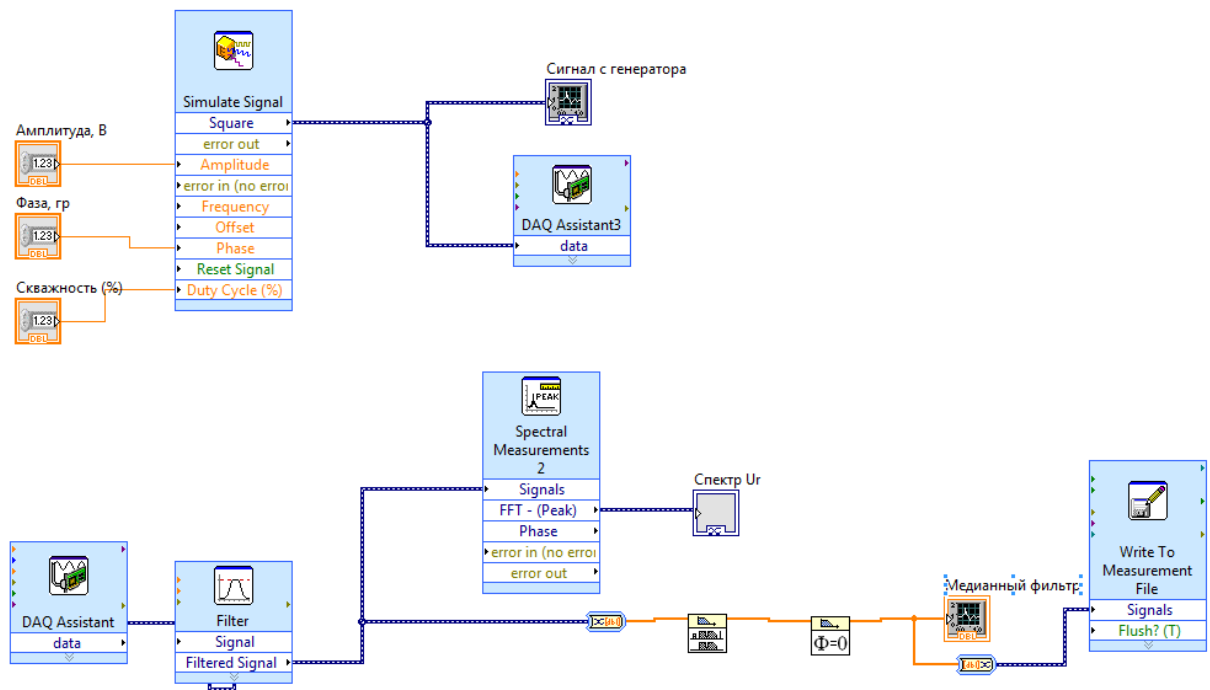 Сигнал с генератора
Simulate Signal
Square
error out
Амплитуда, В
1.23
DBL
Amplitude
error in (no erroı
Фаза, гр
1.23
DBL
Frequency
Offset
Phase
Reset Signal
Скважность (%)
1.23
DBL
Duty Cycle (%)
DAQ Assistant3
data
PEAK
Spectral
Measurements
2
Signals
FFT - (Peak)
Phase
error in (no erroı
error out
Спектр Ur
DAQ Assistant
data
Filter
Signal
Filtered Signal
Φ=0
Медианный фильтр
DBL
Write To
Measurement
File
Signals
Flush? (T)